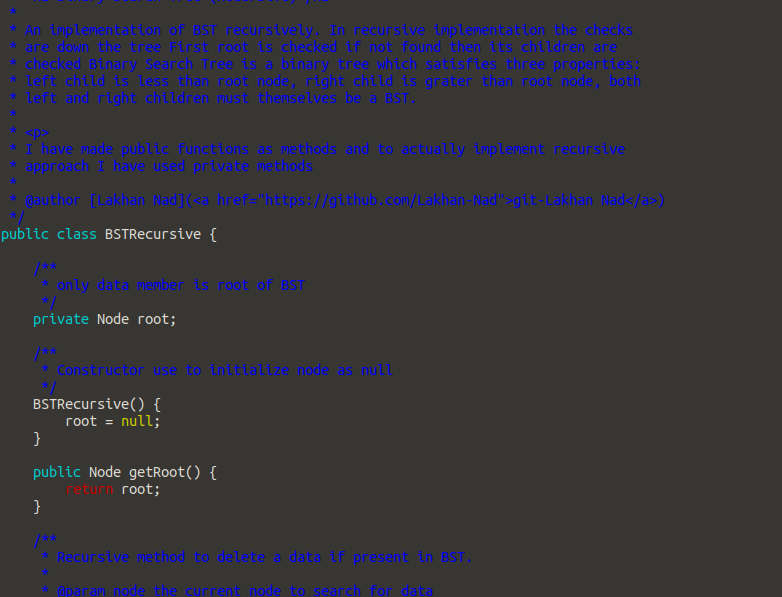 *
* An implementation of BST recursively. In recursive implementation the checks
* are down the tree First root is checked if not found then its children are
* checked Binary Search Tree is a binary tree which satisfies three properties:
* left child is less than root node, right child is grater than root node, both
* left and right children must themselves be a BST.
*
* <p>
* I have made public functions as methods and to actually implement recursive
* approach I have used private methods
*
* @author [Lakhan Nad](<a href="https://github.com/Lakhan-Nad">git-Lakhan Nad</a>)
*/
public class BSTRecursive {
/**
* only data member is root of BST
*/
private Node root;
/**
* Constructor use to initialize node as null
*/
BSTRecursive() {
root = null;
}
public Node getRoot() {
return root;
}
/**
* Recursive method to delete a data if present in BST.
*
* @param node the current node to search for data